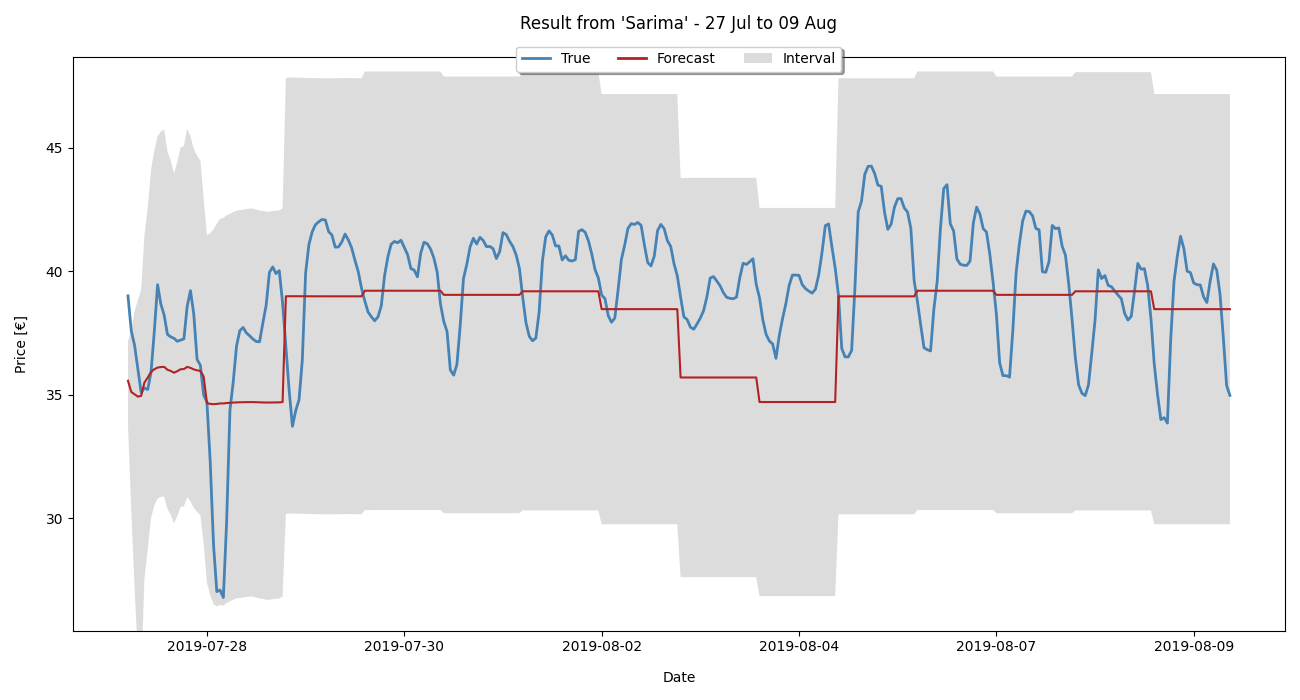 Result from 'Sarima' - 27 Jul to 09 Aug
True Forecast Interval
45
40
35
30
Price [€]
2019-07-28 2019-07-30 2019-08-02 2019-08-04 2019-08-07 2019-08-09
Date